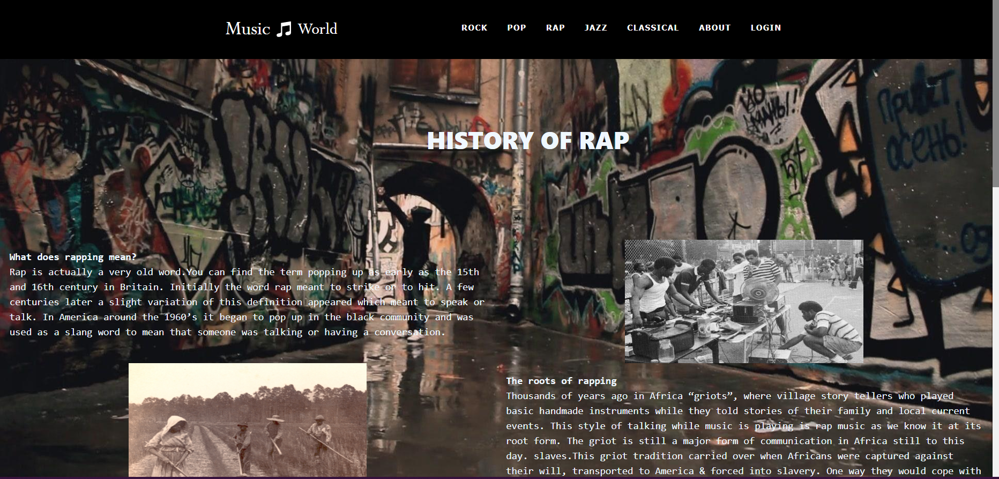 Music World
ROCK POP RAP JAZZ CLASSICAL ABOUT LOGIN
HISTORY OF RAP
Привет,
осень!
What does rapping mean?
Rap is actually a very old word.You can find the term popping up as early as the 15th
and 16th century in Britain. Initially the word rap meant to strike or to hit. A few
centuries later a slight variation of this definition appeared which meant to speak or
talk. In America around the 1960’s it began to pop up in the black community and was
used as a slang word to mean that someone was talking or having a conversation.
The roots of rapping
Thousands of years ago in Africa “griots”, where village story tellers who played
basic handmade instruments while they told stories of their family and local current
events. This style of talking while music is playing is rap music as we know it at its
root form. The griot is still a major form of communication in Africa still to this
day. slaves.This griot tradition carried over when Africans were captured against
their will, transported to America & forced into slavery. One way they would cope with